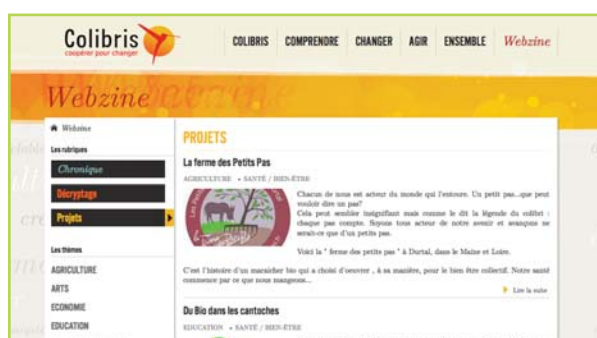 Colibris
coopérer pour changer
COLIBRIS COMPRENDRE CHANGER AGIR ENSEMBLE Webzine
Webzine
Webzine
Les rubriques
Chronique
Décryptage
Projets
Les thèmes
AGRICULTURE
ARTS
ECONOMIE
EDUCATION
PROJETS
La ferme des Petits Pas
AGRICULTURE • SANTÉ / BIEN-ÊTRE
Chacun de nous est acteur du monde qui l'entoure. Un petit pas...que peut
vouloir dire un pas?
Cela peut sembler insignifiant mais comme le dit la légende du colibri :
chaque pas compte. Soyons tous acteur de notre avenir et avançons ne
serait-ce que d'un petits pas.
Voici la " ferme des petits pas " à Durtal, dans le Maine et Loire.
C'est l'histoire d'un maraicher bio qui a choisi d'oeuvrer , à sa manière, pour le bien être collectif. Notre santé
commence par ce que nous mangeons...
Lire la suite
Du Bio dans les cantoches
EDUCATION • SANTÉ / BIEN-ÊTRE